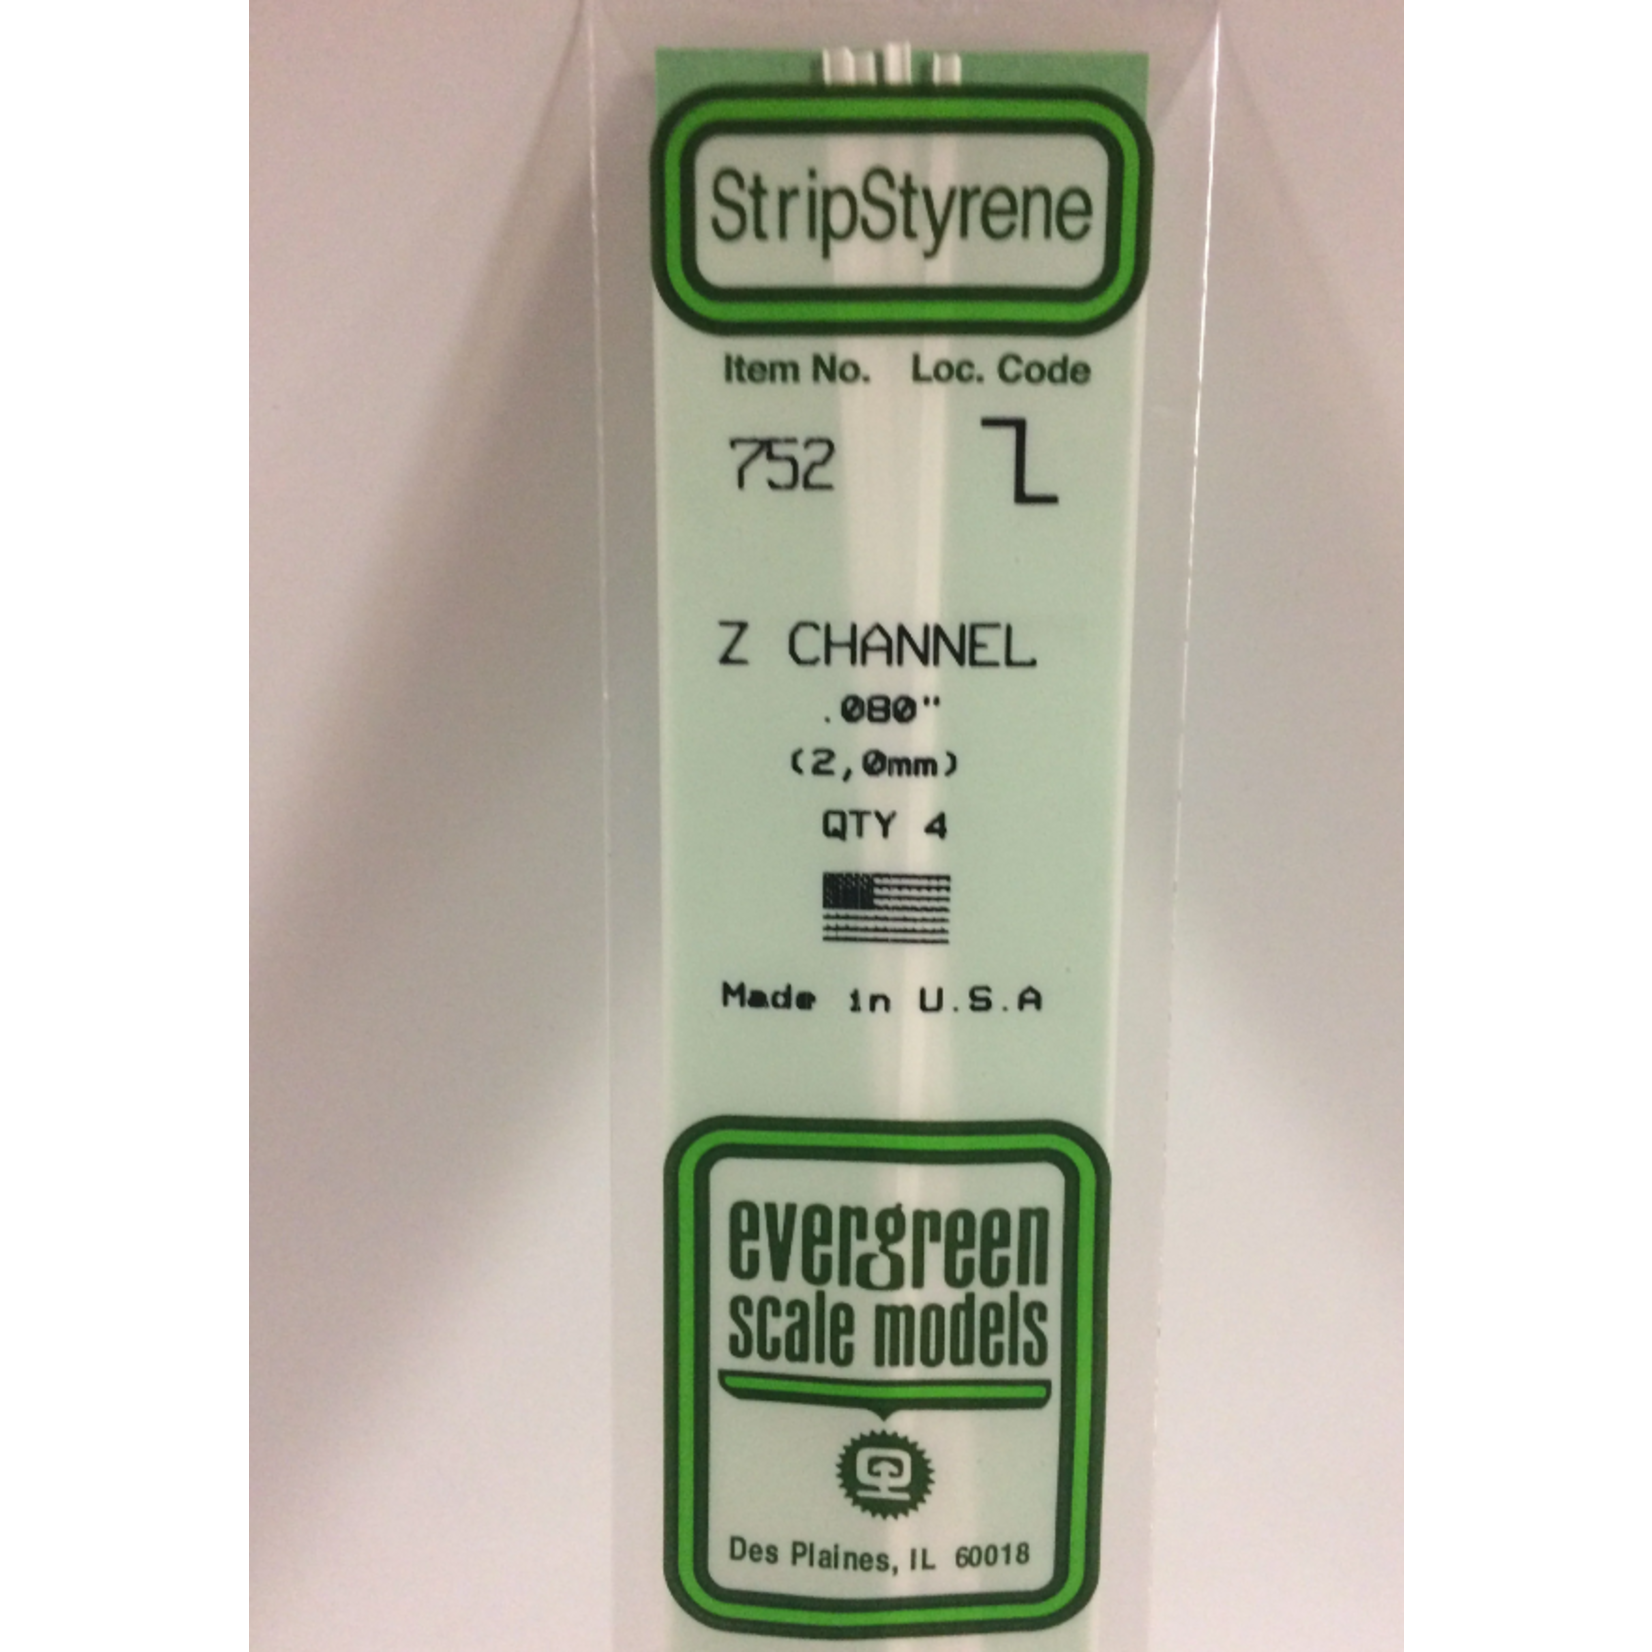 StripStyrene
Item No. Loc. Code
752
Z CHANNEL
.080"
(2,0mm)
QTY 4
Made in U.S.A
evergreen
scale models
Des Plaines, IL 60018